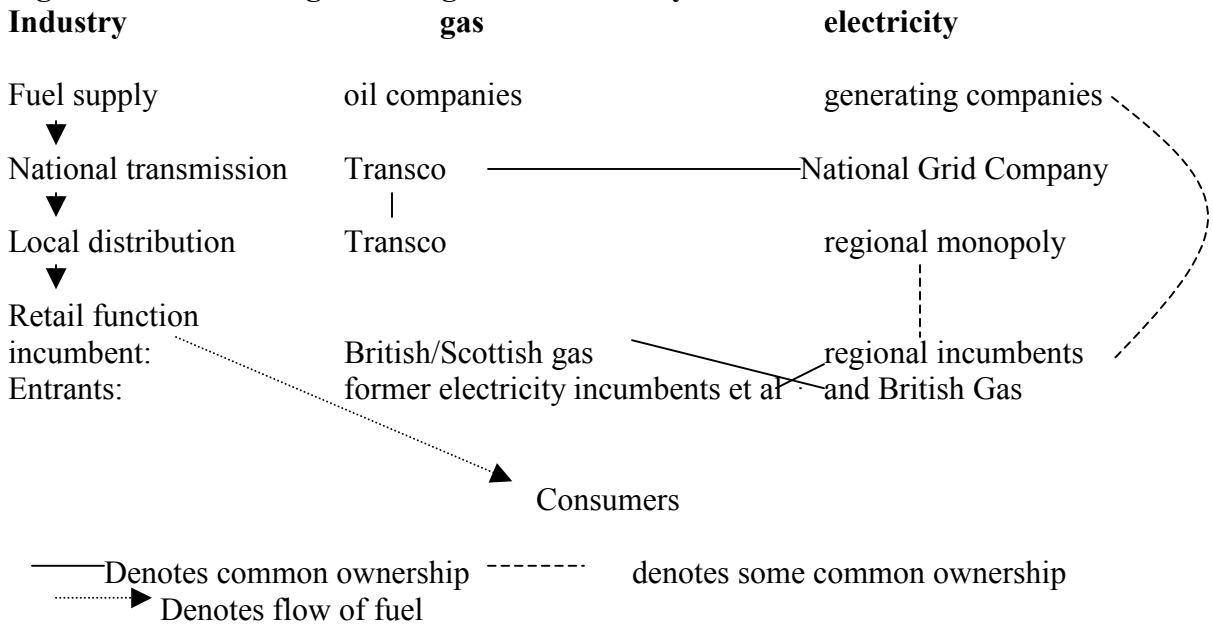 Industry gas electricity
Fuel supply oil companies generating companies
National transmission Transco National Grid Company
Local distribution Transco regional monopoly
Retail function
incumbent: British/Scottish gas regional incumbents
Entrants: former electricity incumbents et al and British Gas
Consumers
Denotes common ownership denotes some common ownership
Denotes flow of fuel